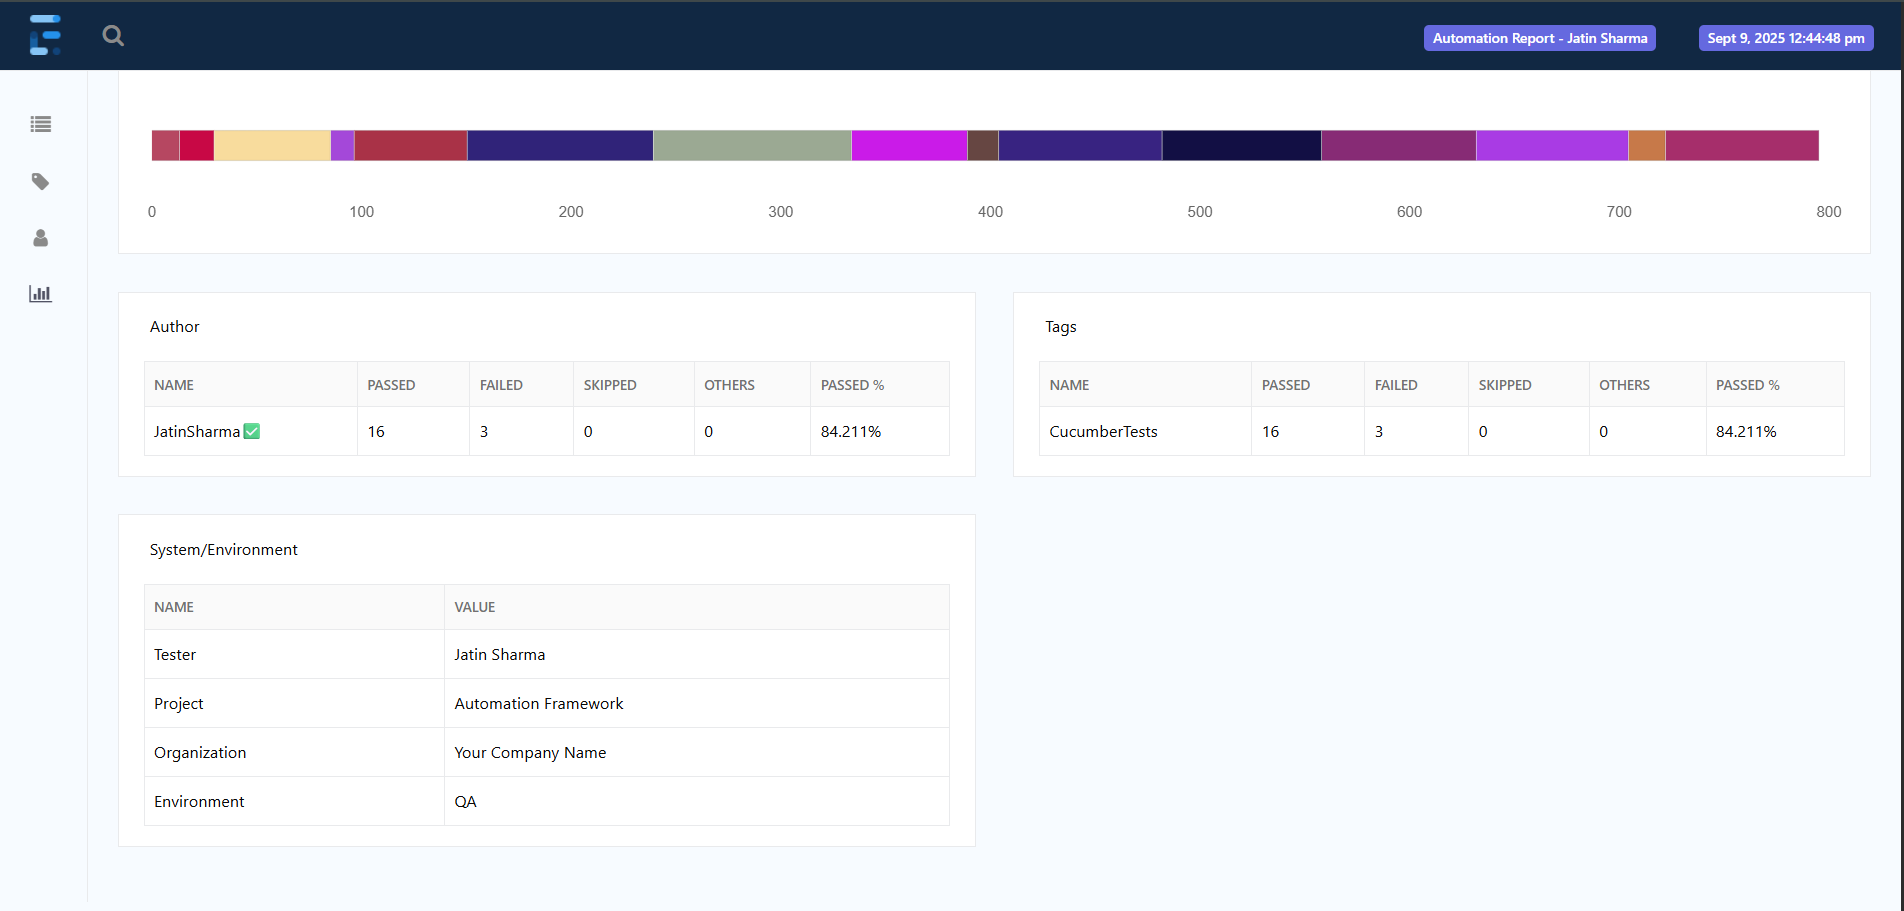 Automation Report - Jatin Sharma
Sept 9, 2025 12:44:48 pm
0 100 200 300 400 500 600 700 800
Author
NAME PASSED FAILED SKIPPED OTHERS PASSED %
JatinSharma✅ 16 3 0 0 84.211%
Tags
NAME PASSED FAILED SKIPPED OTHERS PASSED %
CucumberTests 16 3 0 0 84.211%
System/Environment
NAME VALUE
Tester Jatin Sharma
Project Automation Framework
Organization Your Company Name
Environment QA